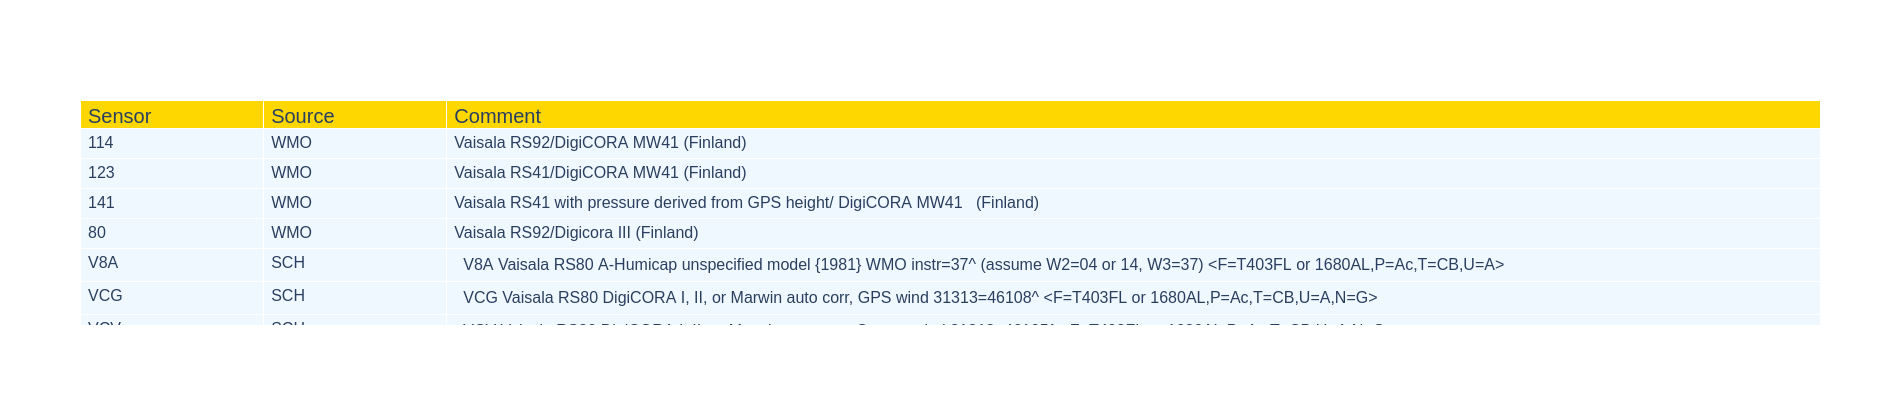 Sensor Source Comment
114 WMO Vaisala RS92/DigiCORA MW41 (Finland)
123 WMO Vaisala RS41/DigiCORA MW41 (Finland)
141 WMO Vaisala RS41 with pressure derived from GPS height/ DigiCORA MW41 (Finland)
80 WMO Vaisala RS92/Digicora III (Finland)
V8A SCH V8A Vaisala RS80 A-Humicap unspecified model {1981} WMO instr=37^ (assume W2=04 or 14, W3=37) <F=T403FL or 1680AL,P=Ac,T=CB,U=A>
VCG SCH VCG Vaisala RS80 DigiCORA I, II, or Marwin auto corr, GPS wind 31313=46108^ <F=T403FL or 1680AL,P=Ac,T=CB,U=A,N=G>